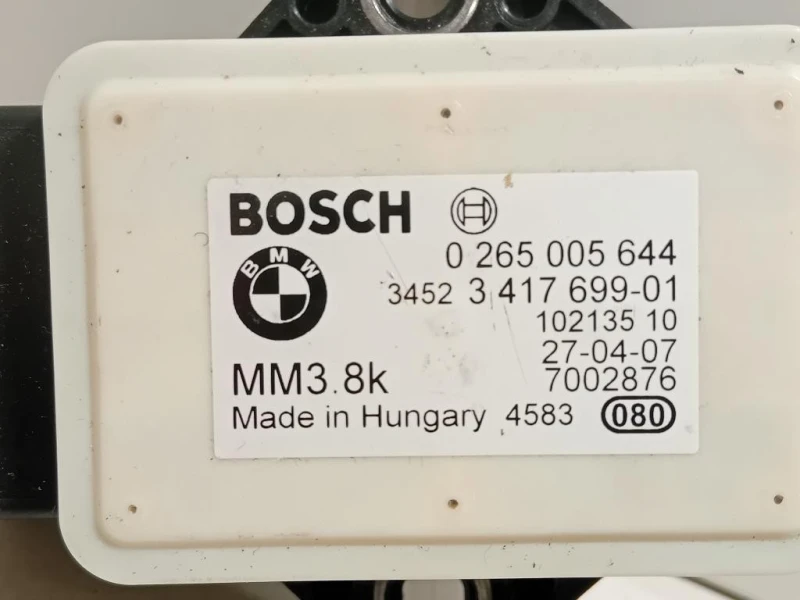 BOSCH
BMW
0 265 005 644
3452 3 417 699-01
102135 10
27-04-07
MM3.8k 7002876
Made in Hungary 4583 080